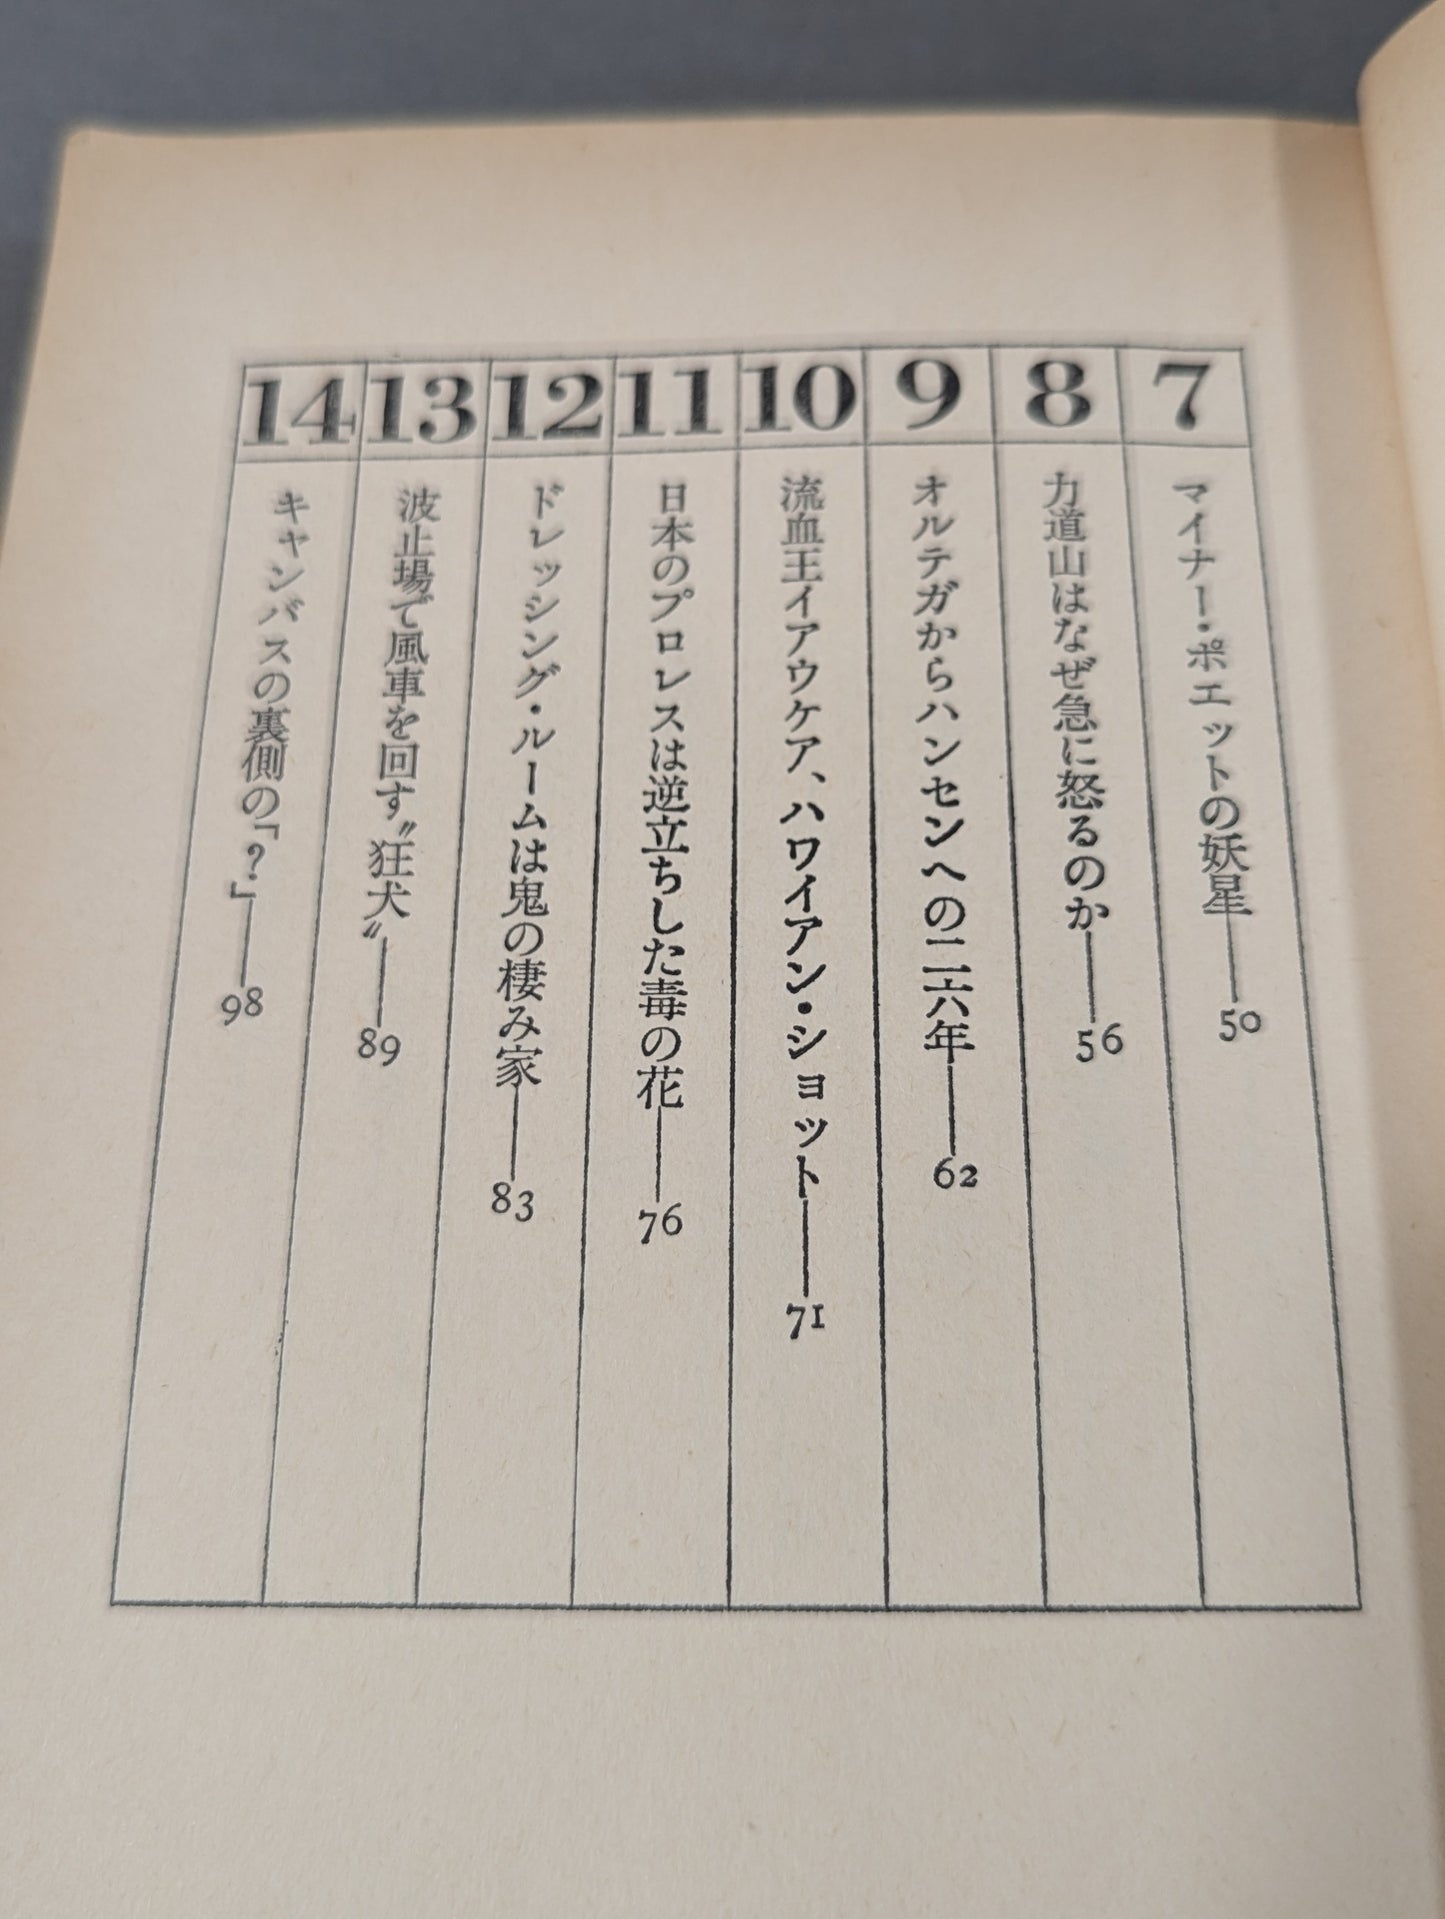 7 マイナー・ポエットの妖星——50
8 力道山はなぜ急に怒るのか——56
9 オルテガからハンセンへの二六年——62
10 流血王イアウケア、ハワイアン・ショット——71
11 日本のプロレスは逆立ちした毒の花——76
12 ドレッシング・ルームは鬼の棲み家——83
13 波止場で風車を回す〝狂犬〟——89
14 キャンバスの裏側の「?」——98